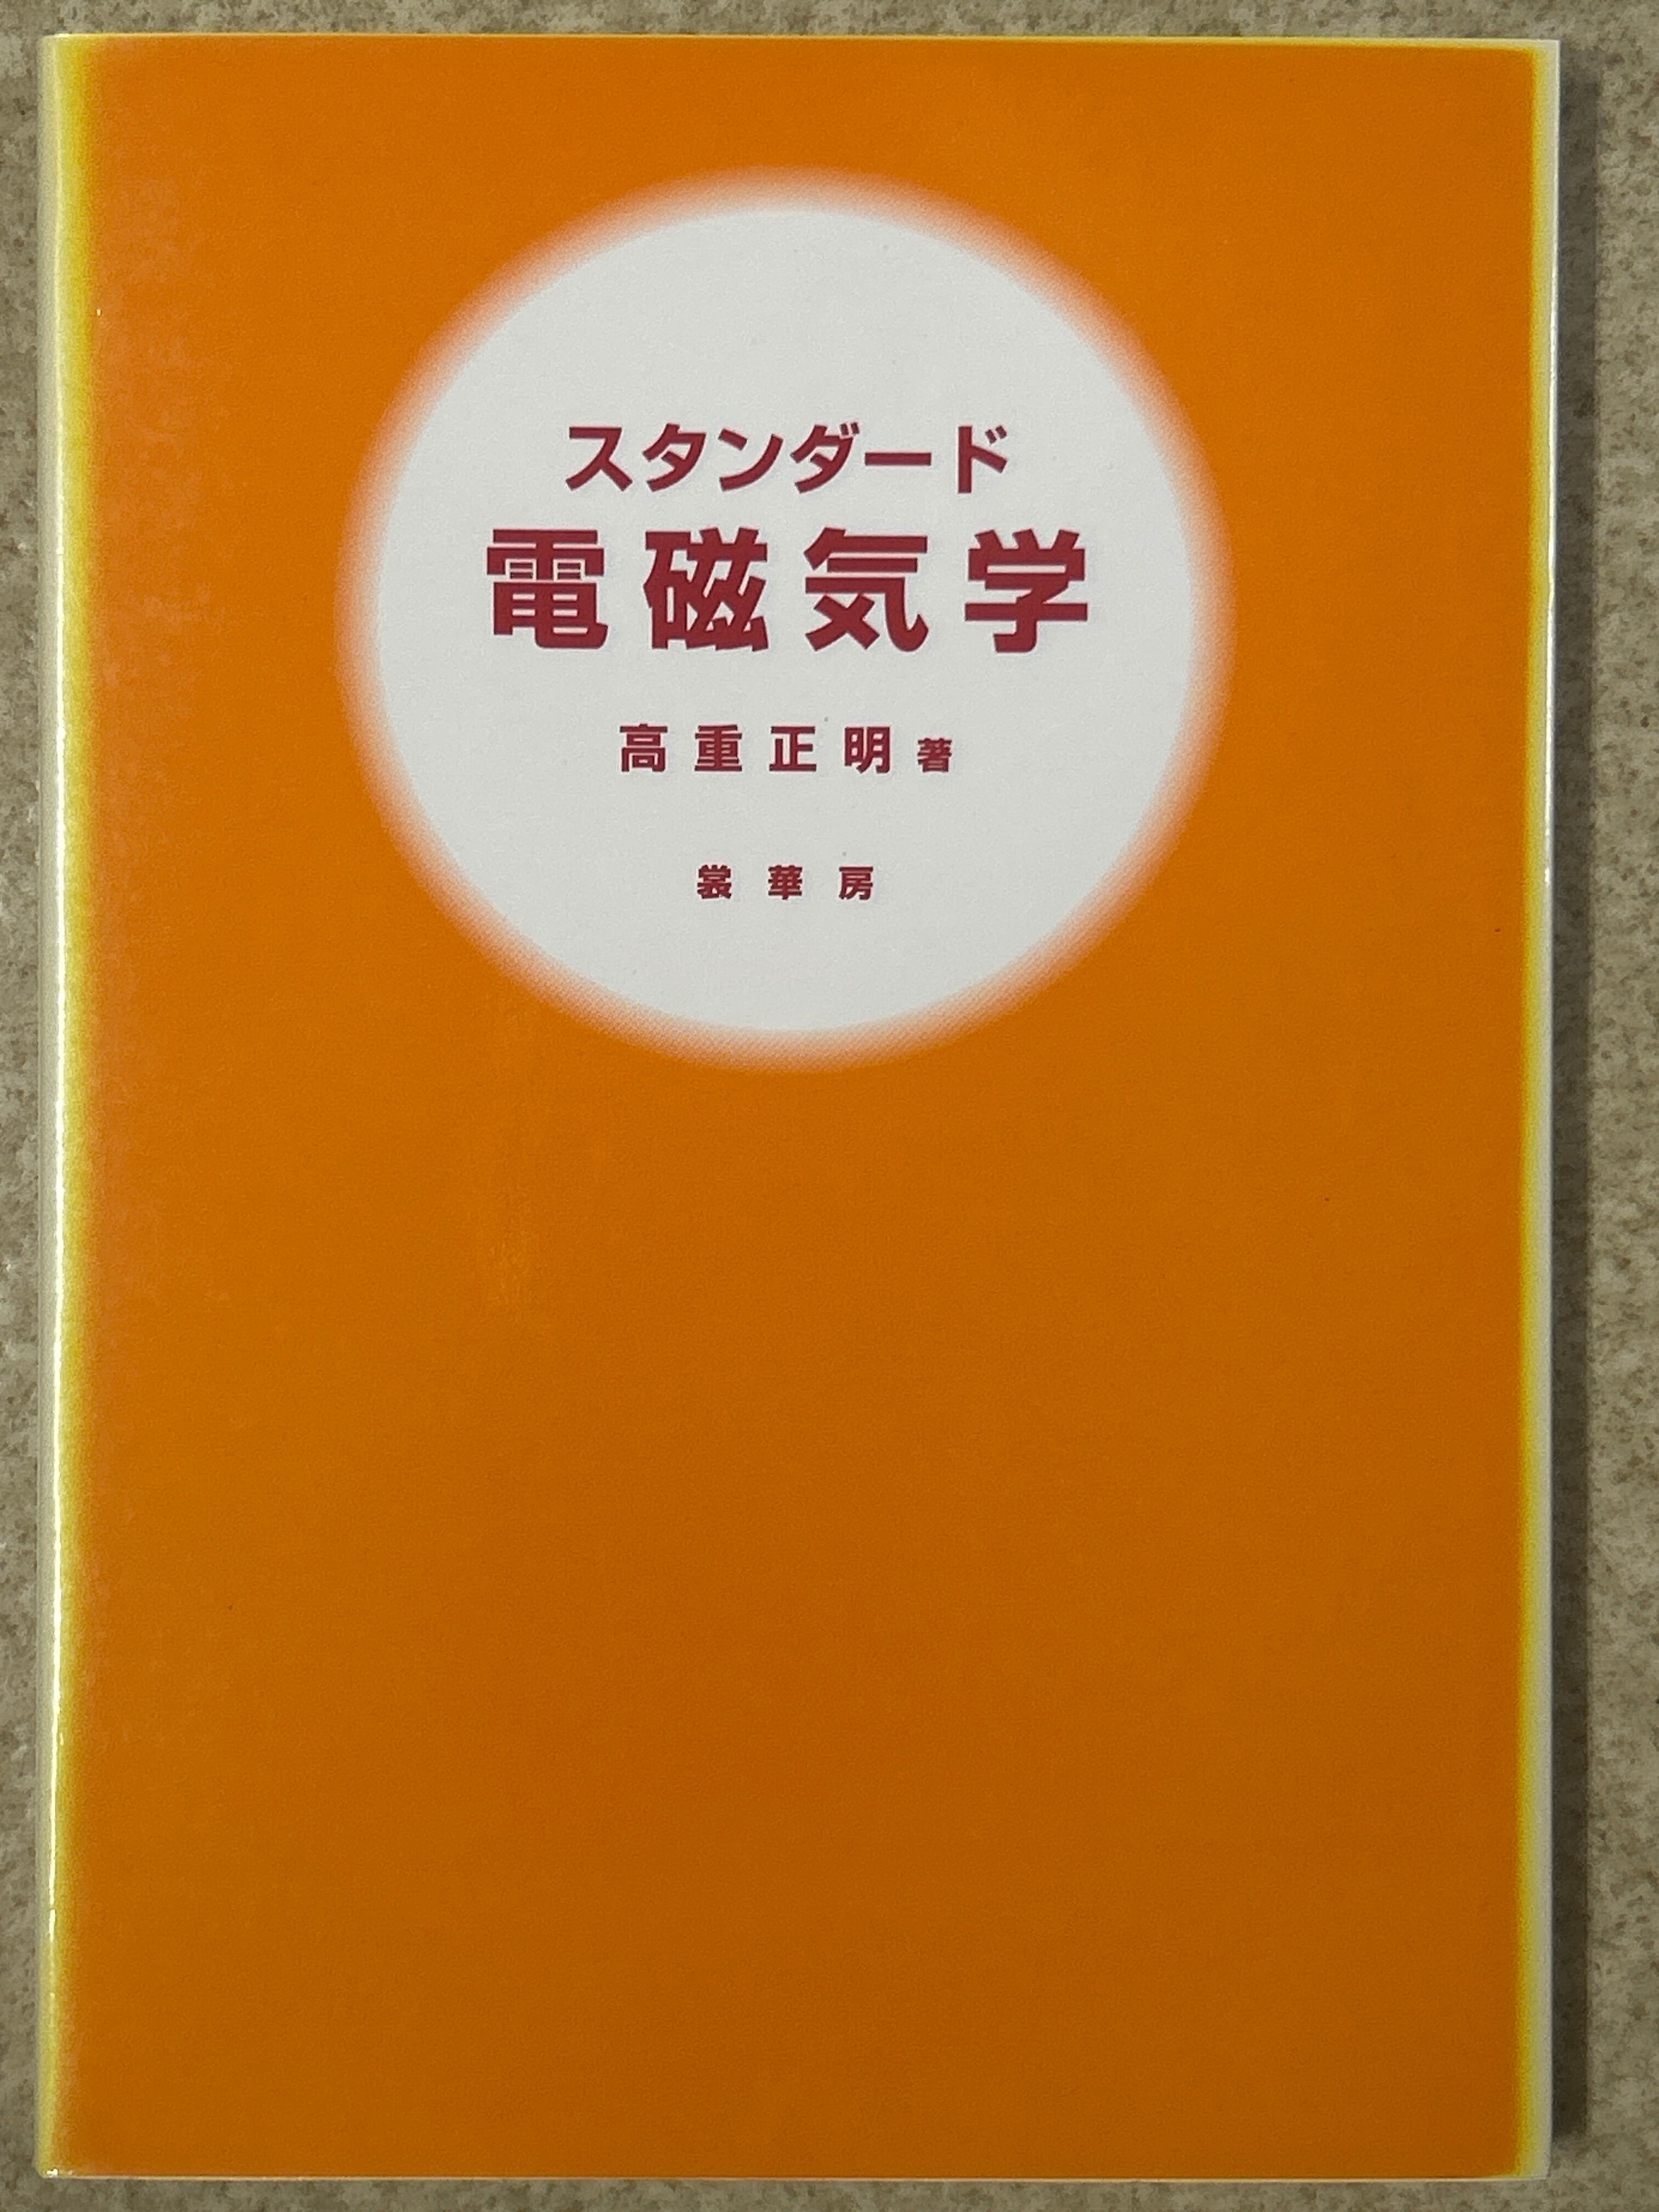 スタンダード
電磁気学
高重正明 著
裳華房